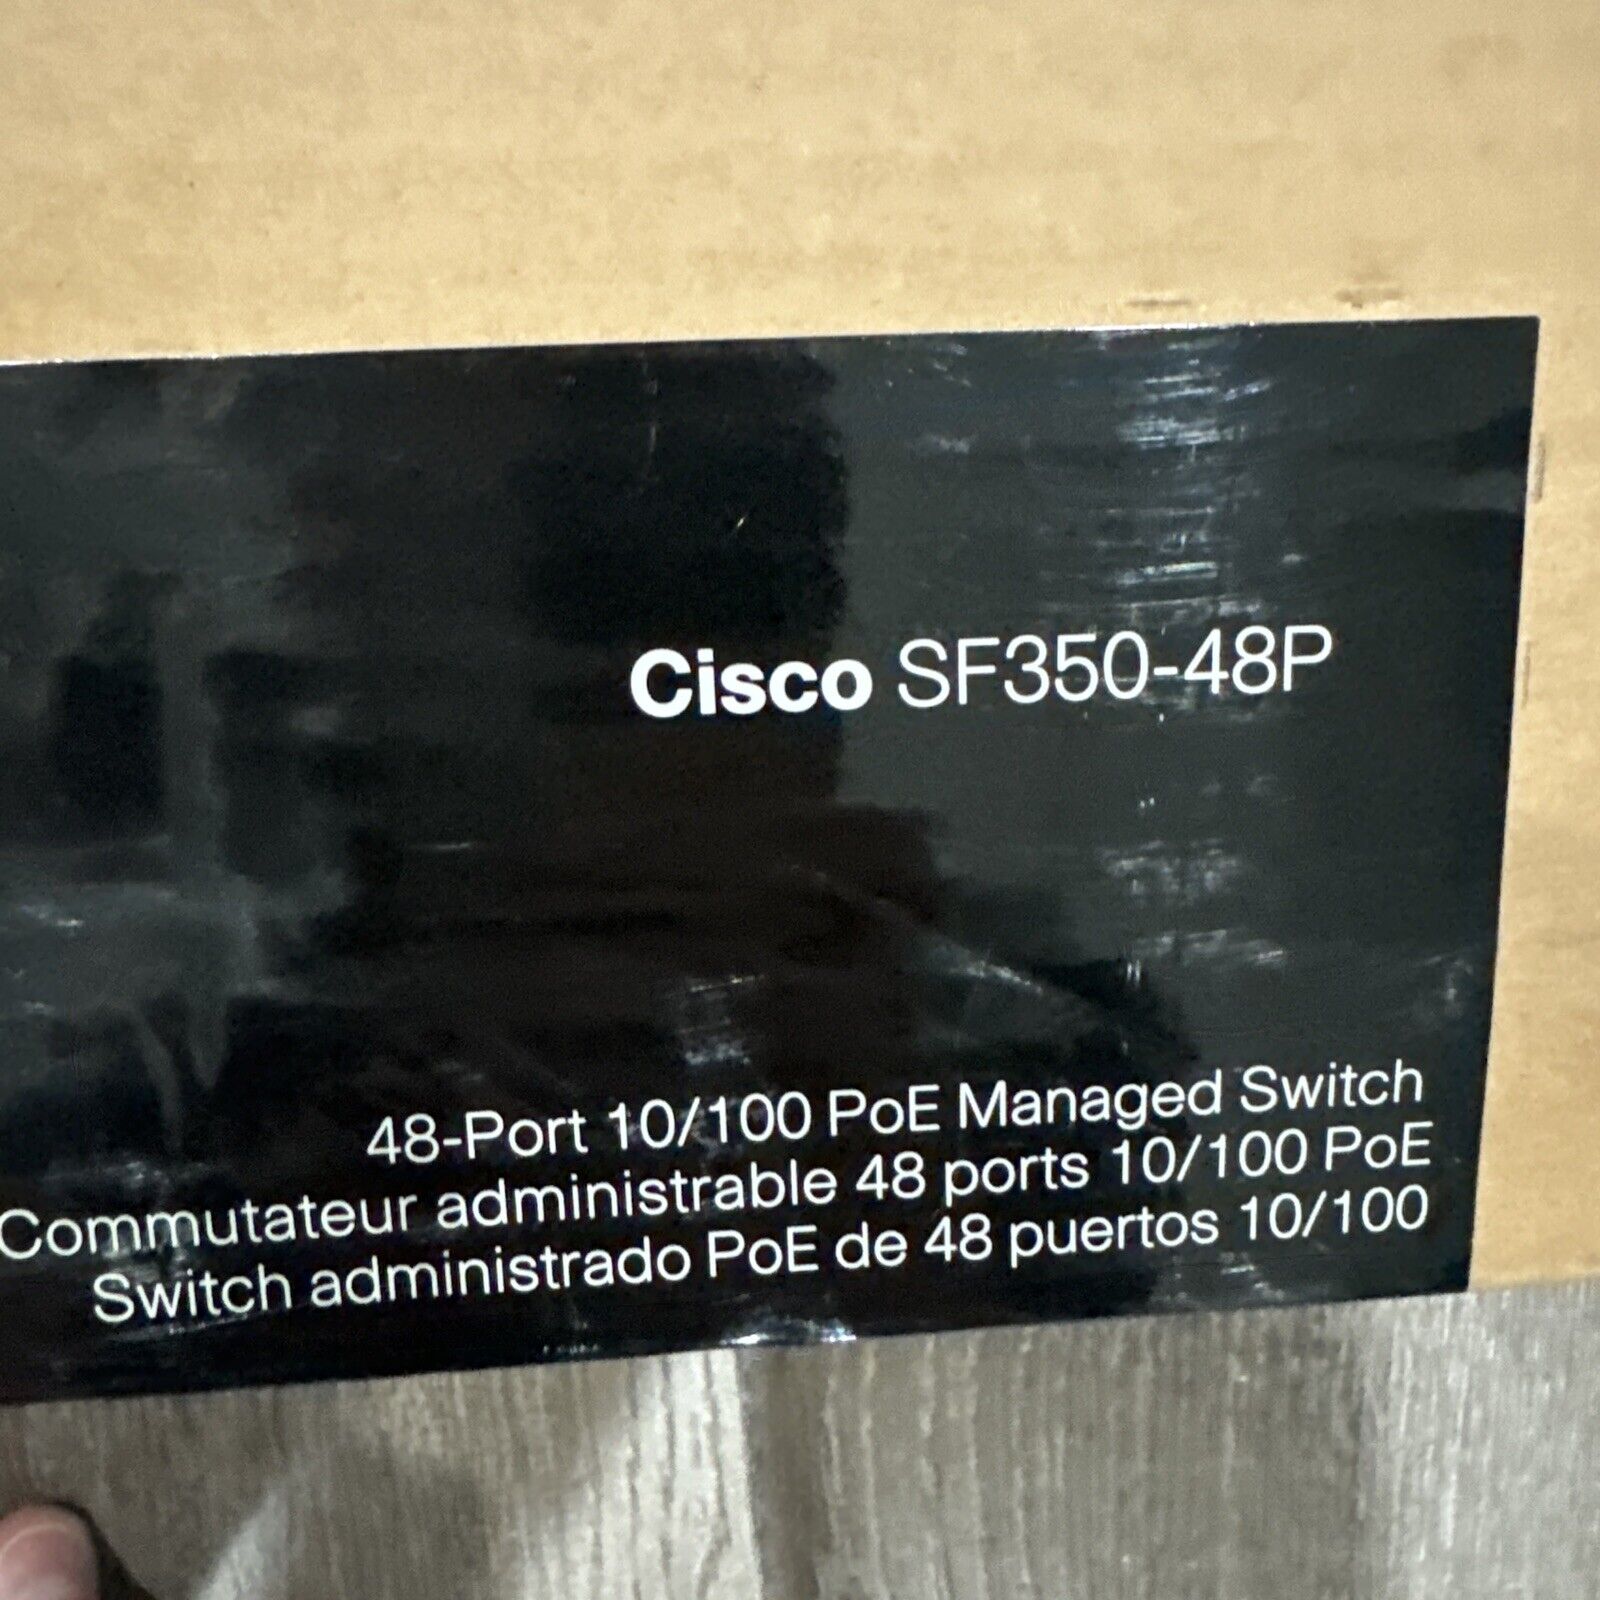 Cisco SF350-48P
48-Port 10/100 PoE Managed Switch
Commutateur administrable 48 ports 10/100 PoE
Switch administrado PoE de 48 puertos 10/100